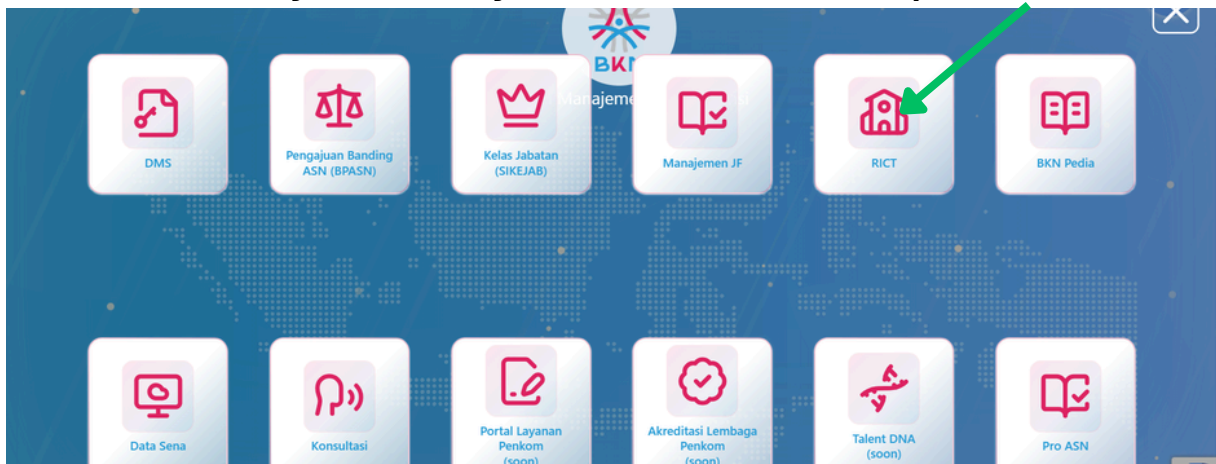 BKN
Manajeme
DMS
Pengajuan Banding
ASN (BPASN)
Kelas Jabatan
(SIKEJAB)
Manajemen JF
RICT
BKN Pedia
Data Sena
Konsultasi
Portal Layanan
Penkom
(soon)
Akreditasi Lembaga
Penkom
(soon)
Talent DNA
(soon)
Pro ASN